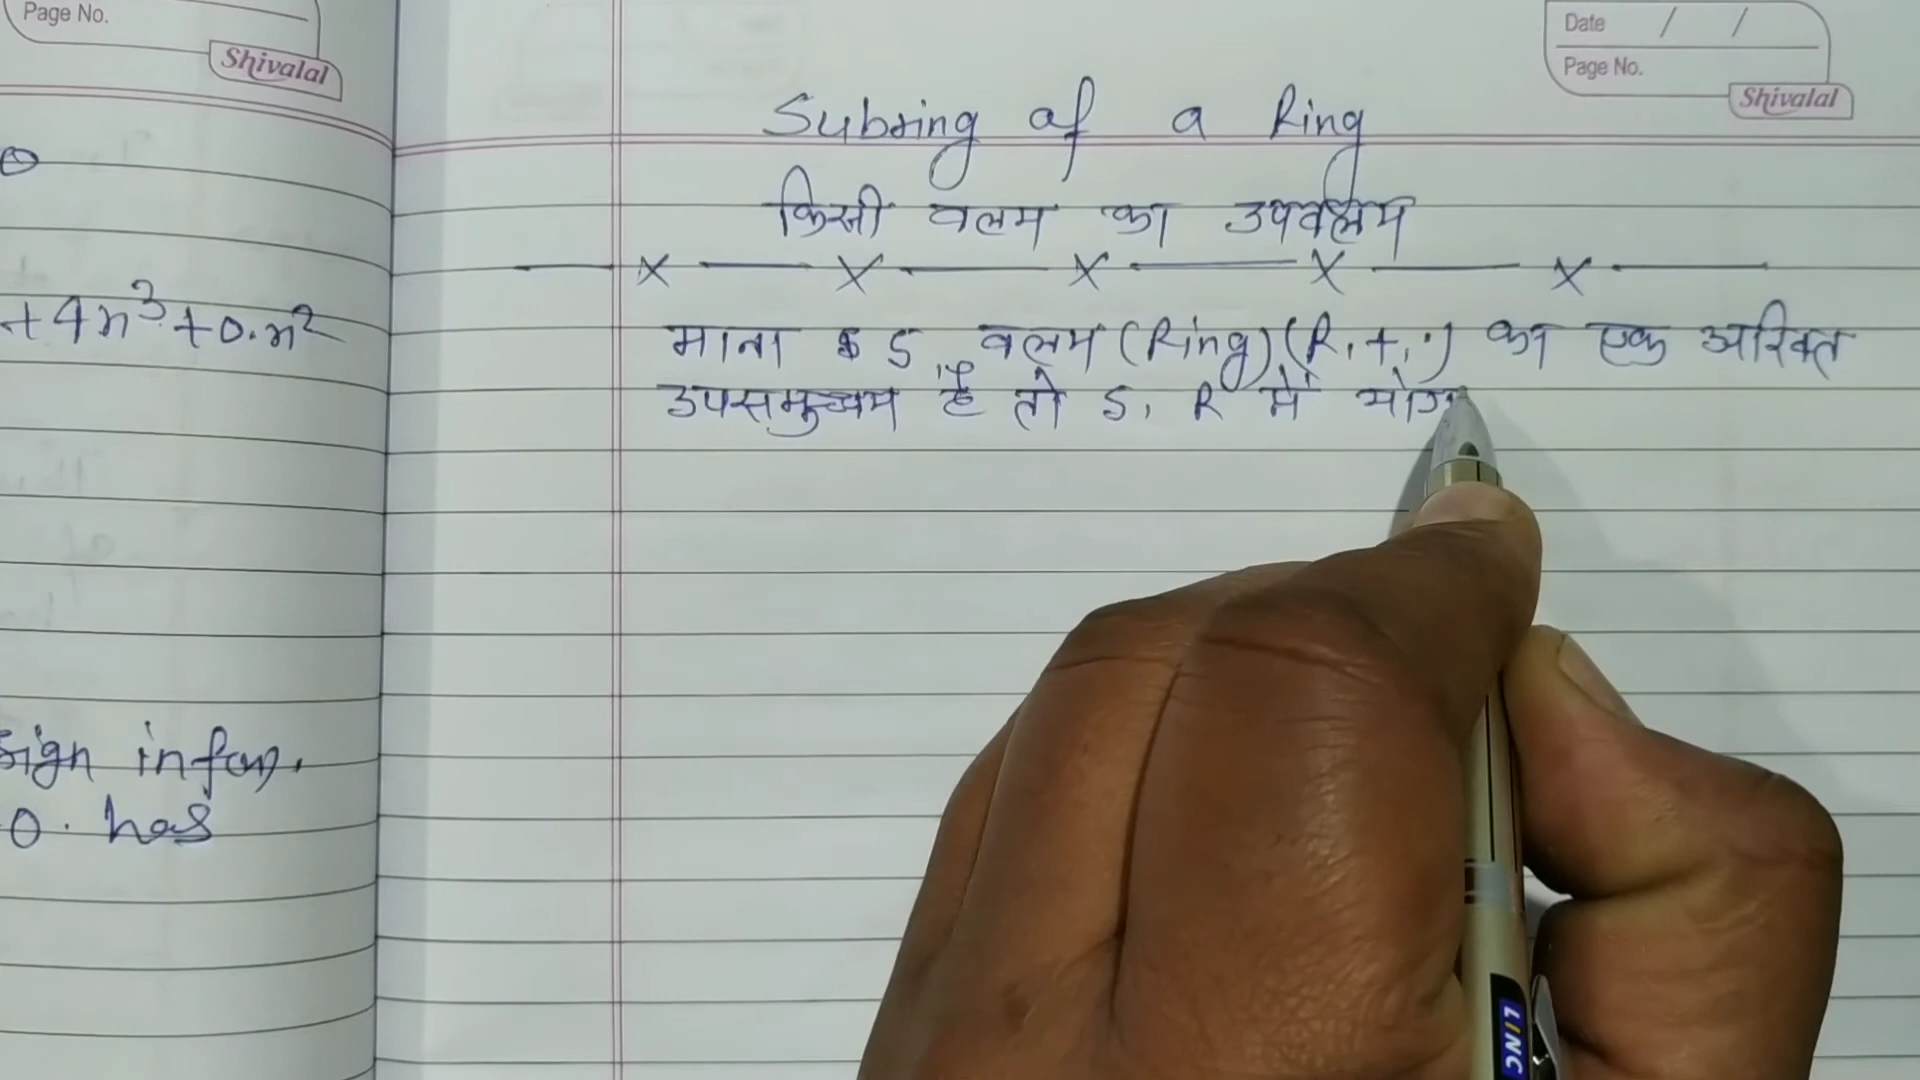 Page No.
Shivalal
+4x³+0.x²
sign infor.
0. has
Date / /
Page No.
Shivalal
Subring of a Ring
किसी वलय का उपवलय
— x — x — x — x — x —
माना S, वलय (Ring) (R,+,.) का एक अरिक्त
उपसमुच्चय है तो S, R में योग
LINC